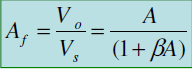 A_f = V_o / V_s = A / (1 + βA)